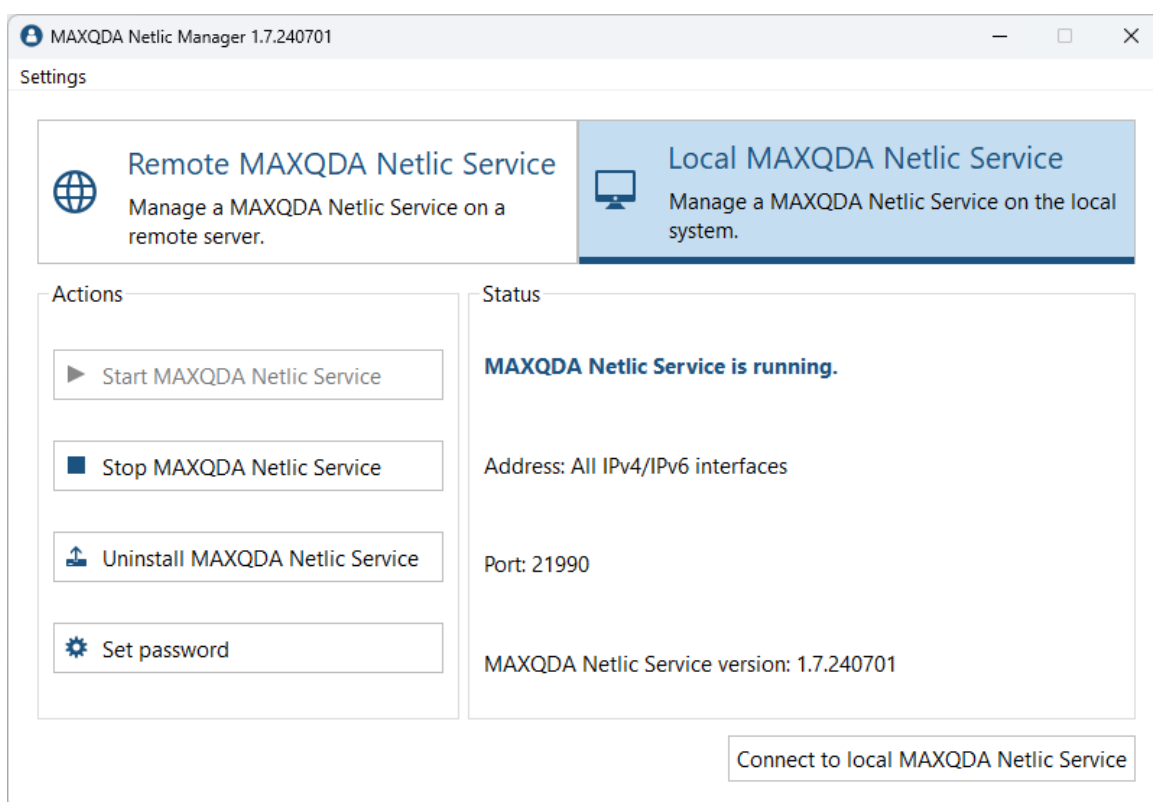 MAXQDA Netlic Manager 1.7.240701
Settings
Remote MAXQDA Netlic Service
Manage a MAXQDA Netlic Service on a
remote server.
Local MAXQDA Netlic Service
Manage a MAXQDA Netlic Service on the local
system.
Actions
Start MAXQDA Netlic Service
Stop MAXQDA Netlic Service
Uninstall MAXQDA Netlic Service
Set password
Status
MAXQDA Netlic Service is running.
Address: All IPv4/IPv6 interfaces
Port: 21990
MAXQDA Netlic Service version: 1.7.240701
Connect to local MAXQDA Netlic Service